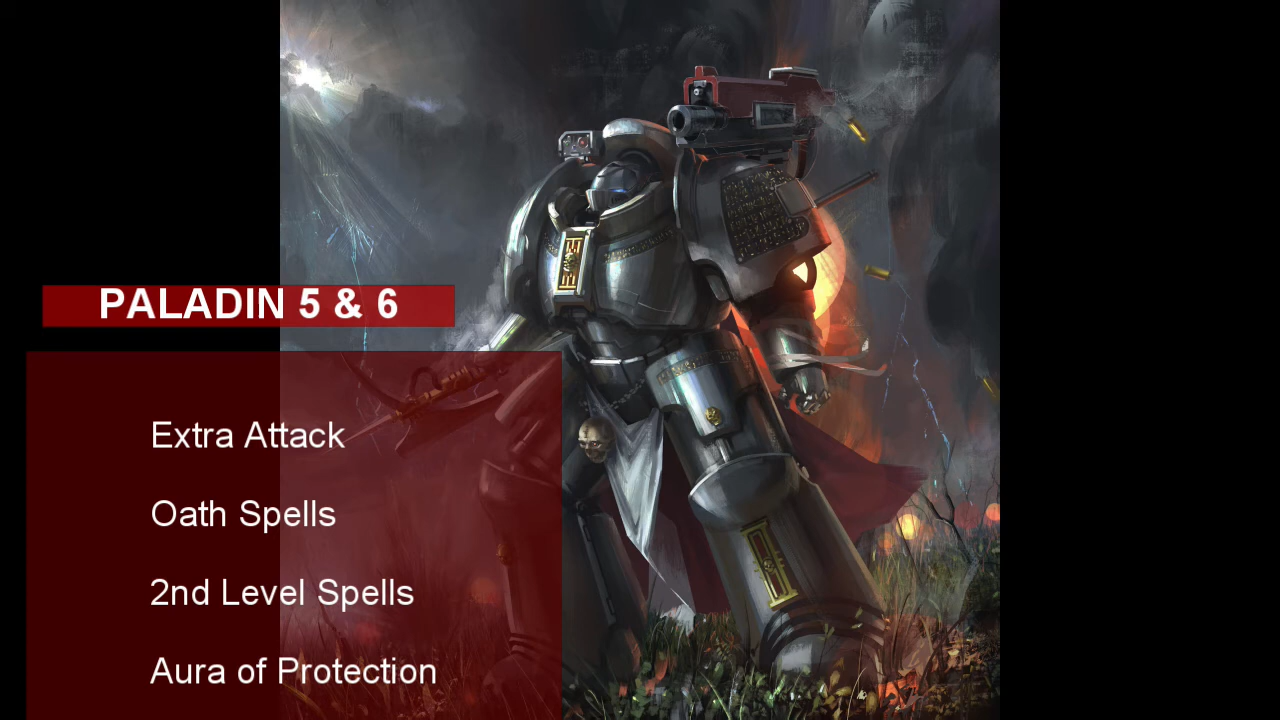 PALADIN 5 & 6
Extra Attack
Oath Spells
2nd Level Spells
Aura of Protection